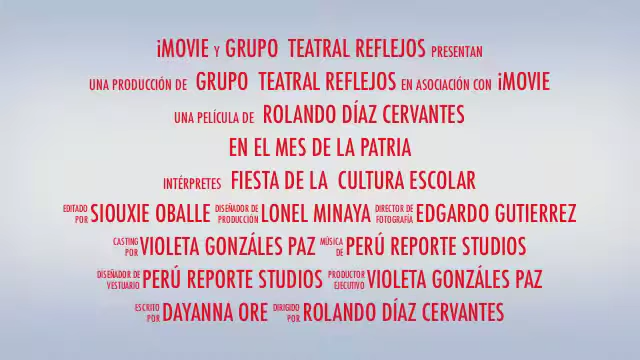 iMOVIE Y GRUPO TEATRAL REFLEJOS PRESENTAN
UNA PRODUCCIÓN DE GRUPO TEATRAL REFLEJOS EN ASOCIACIÓN CON iMOVIE
UNA PELÍCULA DE ROLANDO DÍAZ CERVANTES
EN EL MES DE LA PATRIA
INTÉRPRETES FIESTA DE LA CULTURA ESCOLAR
EDITADO POR SIOUXIE OBALLE DISEÑADOR DE PRODUCCIÓN LONEL MINAYA DIRECTOR DE FOTOGRAFÍA EDGARDO GUTIERREZ
CASTING POR VIOLETA GONZÁLES PAZ MÚSICA DE PERÚ REPORTE STUDIOS
DISEÑADOR DE VESTUARIO PERÚ REPORTE STUDIOS PRODUCTOR EJECUTIVO VIOLETA GONZÁLES PAZ
ESCRITO POR DAYANNA ORE DIRIGIDO POR ROLANDO DÍAZ CERVANTES